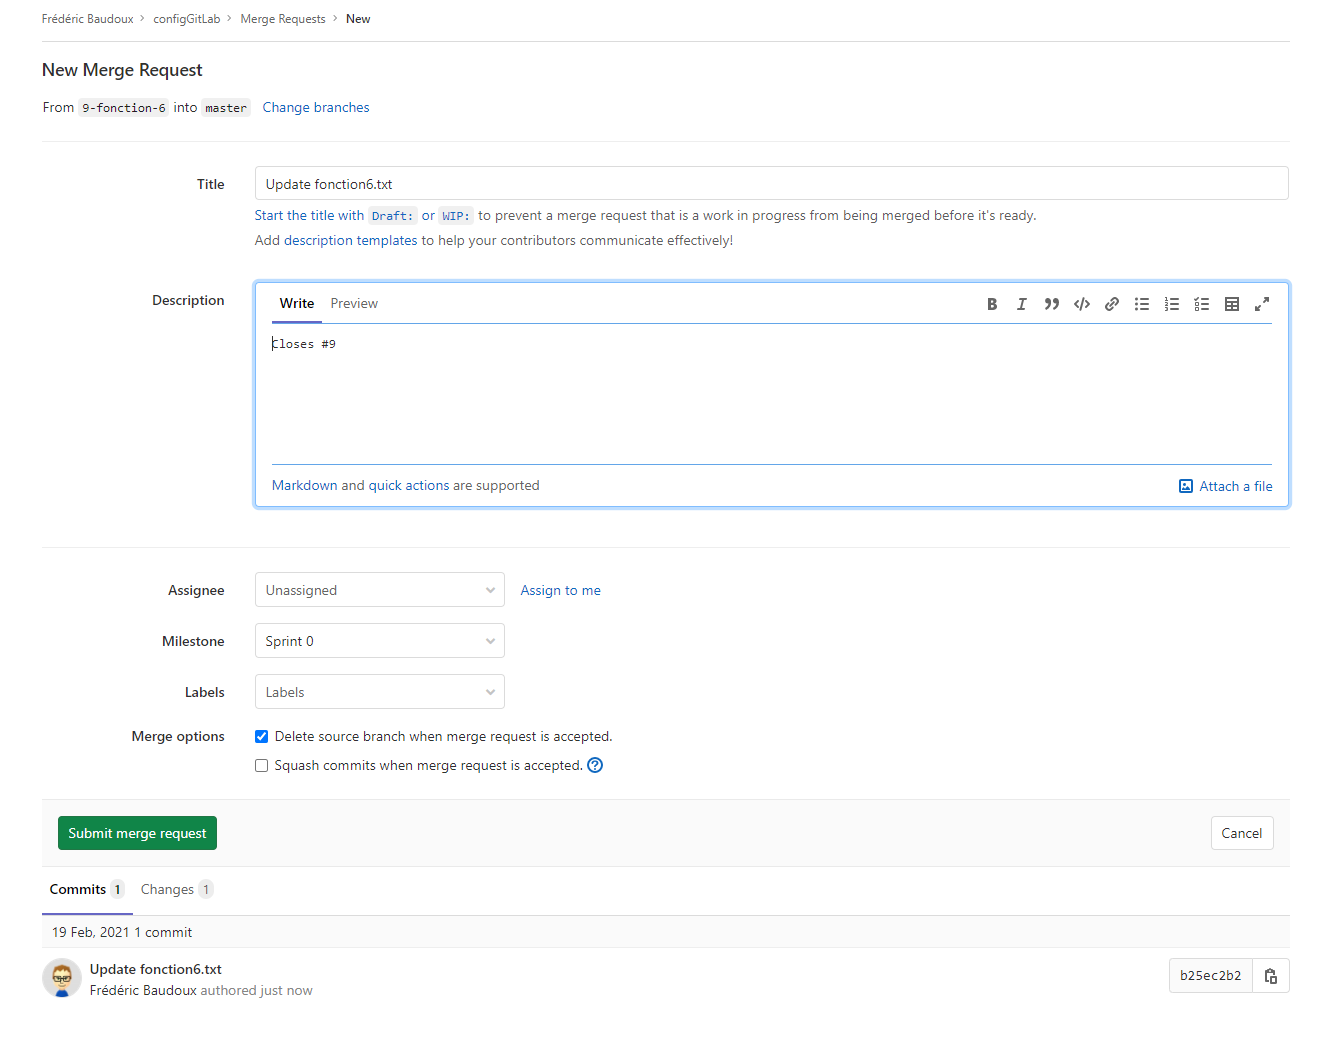 Frédéric Baudoux > configGitLab > Merge Requests > New
New Merge Request
From 9-fonction-6 into master Change branches
Title
Update fonction6.txt
Start the title with Draft: or WIP: to prevent a merge request that is a work in progress from being merged before it's ready.
Add description templates to help your contributors communicate effectively!
Description
Write Preview
Closes #9
Markdown and quick actions are supported
Attach a file
Assignee
Unassigned
Assign to me
Milestone
Sprint 0
Labels
Labels
Merge options
Delete source branch when merge request is accepted.
Squash commits when merge request is accepted.
Submit merge request
Cancel
Commits 1 Changes 1
19 Feb, 2021 1 commit
Update fonction6.txt
Frédéric Baudoux authored just now
b25ec2b2